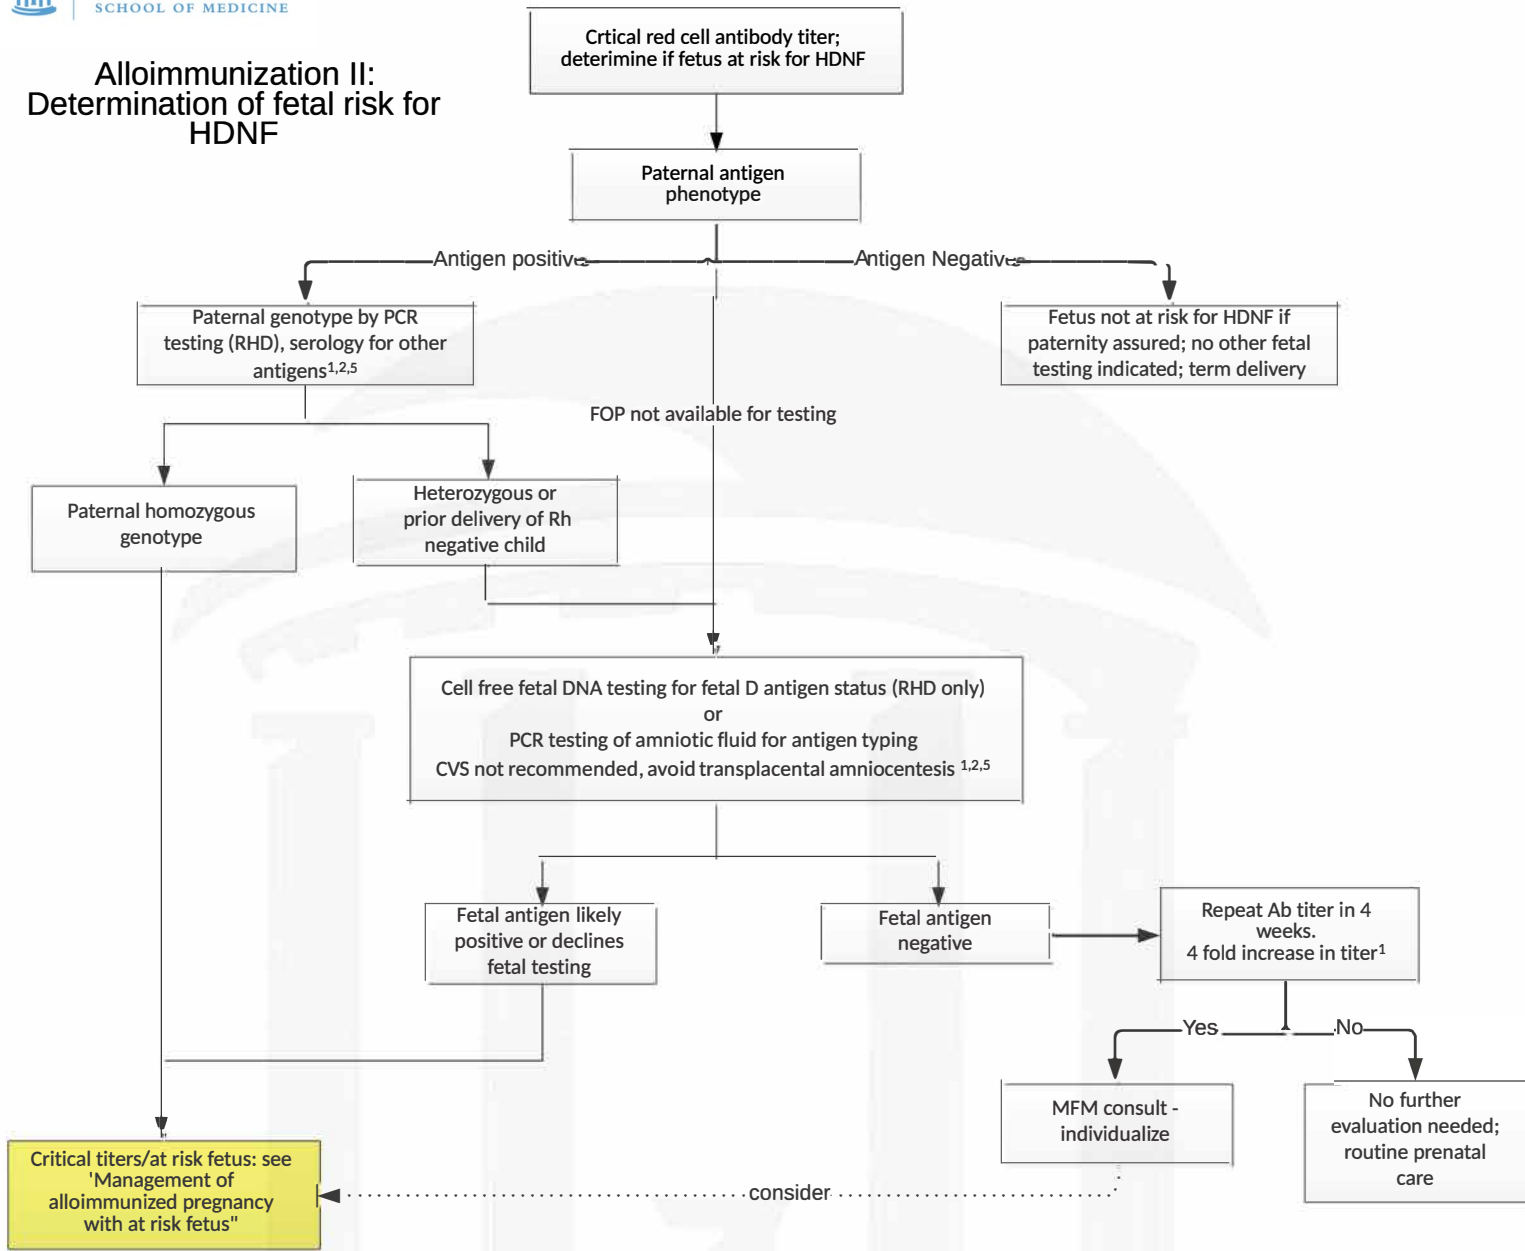 SCHOOL OF MEDICINE
Alloimmunization II:
Determination of fetal risk for
HDNF
Crtical red cell antibody titer;
deterimine if fetus at risk for HDNF
Paternal antigen
phenotype
Antigen positive
Antigen Negative
Paternal genotype by PCR
testing (RHD), serology for other
antigens1,2,5
Fetus not at risk for HDNF if
paternity assured; no other fetal
testing indicated; term delivery
FOP not available for testing
Paternal homozygous
genotype
Heterozygous or
prior delivery of Rh
negative child
Cell free fetal DNA testing for fetal D antigen status (RHD only)
or
PCR testing of amniotic fluid for antigen typing
CVS not recommended, avoid transplacental amniocentesis 1,2,5
Fetal antigen likely
positive or declines
fetal testing
Fetal antigen
negative
Repeat Ab titer in 4
weeks.
4 fold increase in titer1
Yes
No
MFM consult -
individualize
No further
evaluation needed;
routine prenatal
care
Critical titers/at risk fetus: see
'Management of
alloimmunized pregnancy
with at risk fetus"
consider